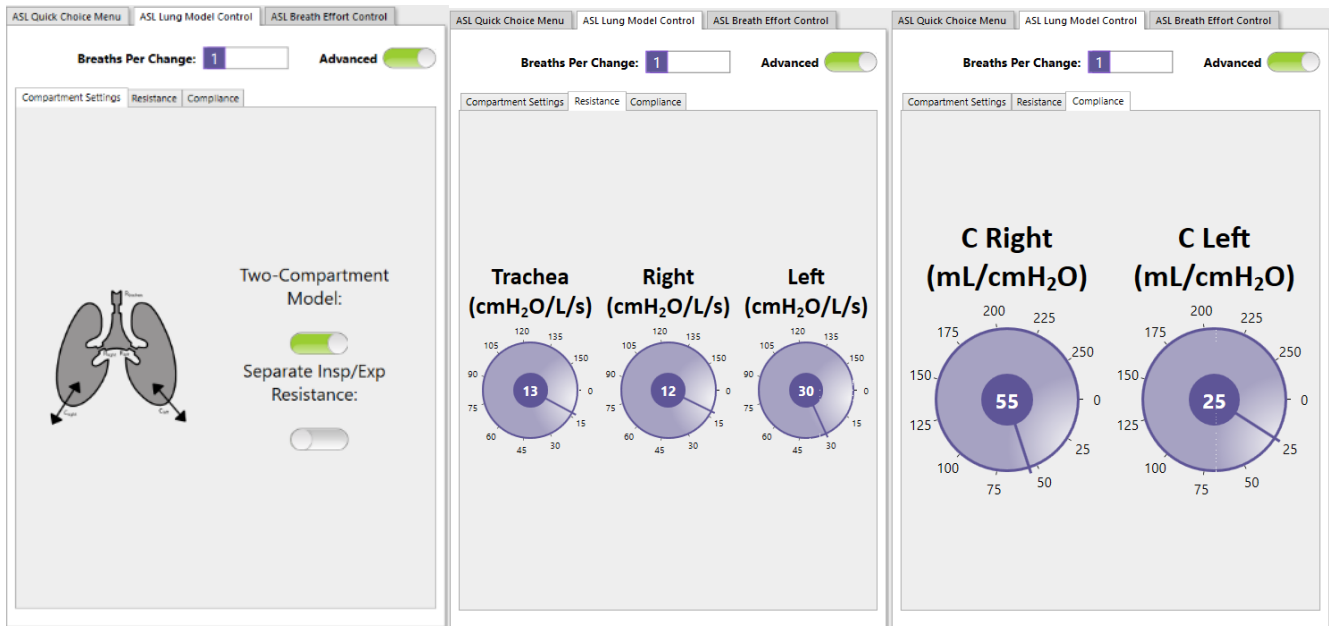 ASL Quick Choice Menu ASL Lung Model Control ASL Breath Effort Control
Breaths Per Change: 1 Advanced
Compartment Settings Resistance Compliance
Two-Compartment
Model:
Separate Insp/Exp
Resistance:
ASL Quick Choice Menu ASL Lung Model Control ASL Breath Effort Control
Breaths Per Change: 1 Advanced
Compartment Settings Resistance Compliance
Trachea
(cmH₂O/L/s)
0 15 30 45 60 75 90 105 120 135 150
13
Right
(cmH₂O/L/s)
0 15 30 45 60 75 90 105 120 135 150
12
Left
(cmH₂O/L/s)
0 15 30 45 60 75 90 105 120 135 150
30
ASL Quick Choice Menu ASL Lung Model Control ASL Breath Effort Control
Breaths Per Change: 1 Advanced
Compartment Settings Resistance Compliance
C Right
(mL/cmH₂O)
0 25 50 75 100 125 150 175 200 225 250
55
C Left
(mL/cmH₂O)
0 25 50 75 100 125 150 175 200 225 250
25